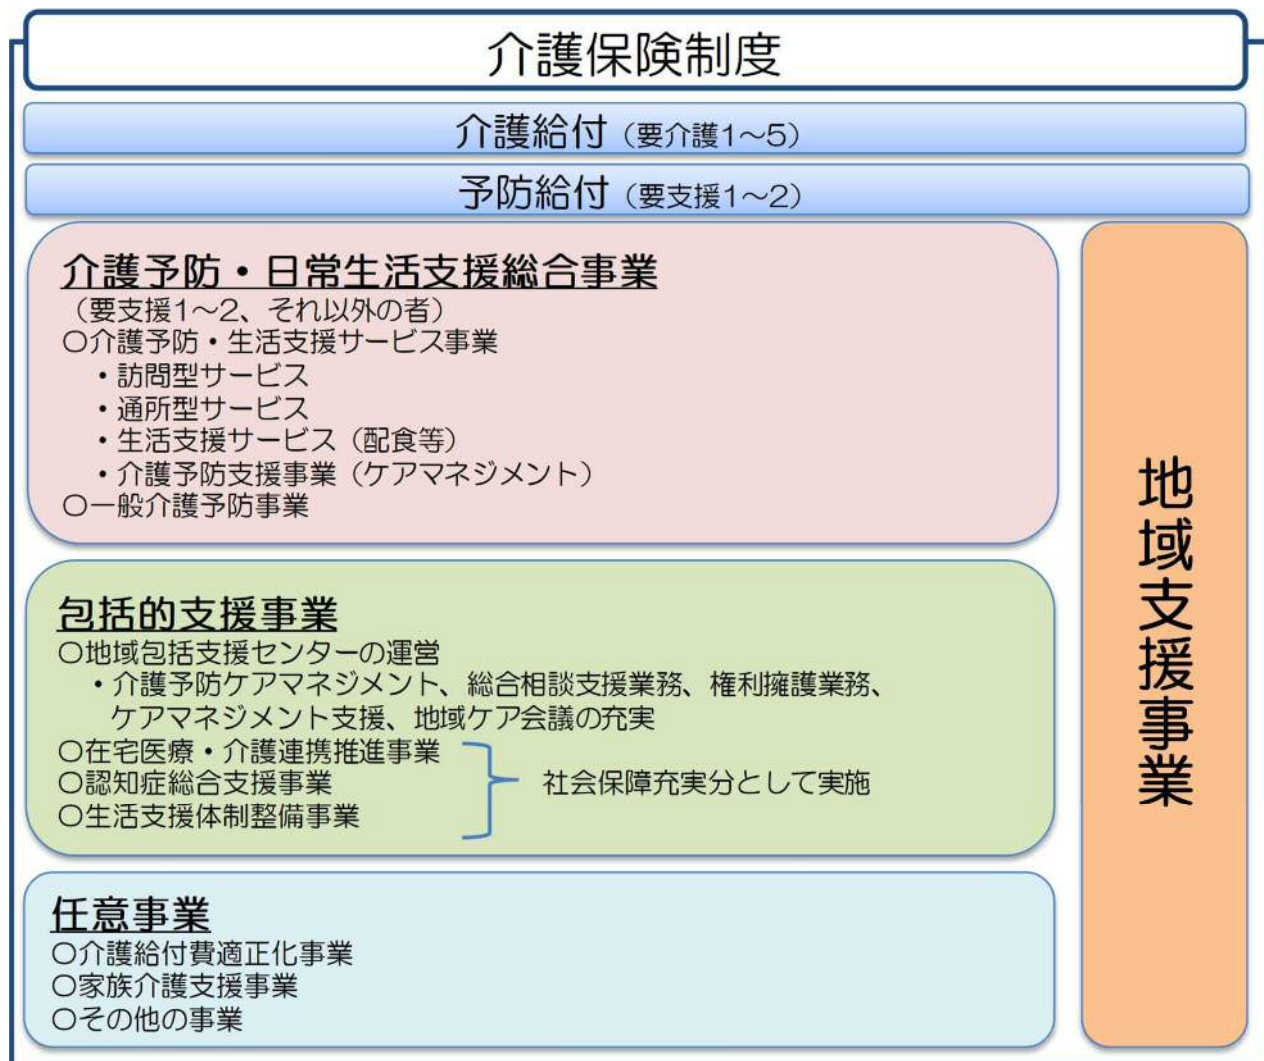 介護保険制度
介護給付（要介護1～5）
予防給付（要支援1～2）
介護予防・日常生活支援総合事業
（要支援1～2、それ以外の者）
〇介護予防・生活支援サービス事業
・訪問型サービス
・通所型サービス
・生活支援サービス（配食等）
・介護予防支援事業（ケアマネジメント）
〇一般介護予防事業
包括的支援事業
〇地域包括支援センターの運営
・介護予防ケアマネジメント、総合相談支援業務、権利擁護業務、
ケアマネジメント支援、地域ケア会議の充実
〇在宅医療・介護連携推進事業
〇認知症総合支援事業
〇生活支援体制整備事業
社会保障充実分として実施
任意事業
〇介護給付費適正化事業
〇家族介護支援事業
〇その他の事業
地域支援事業